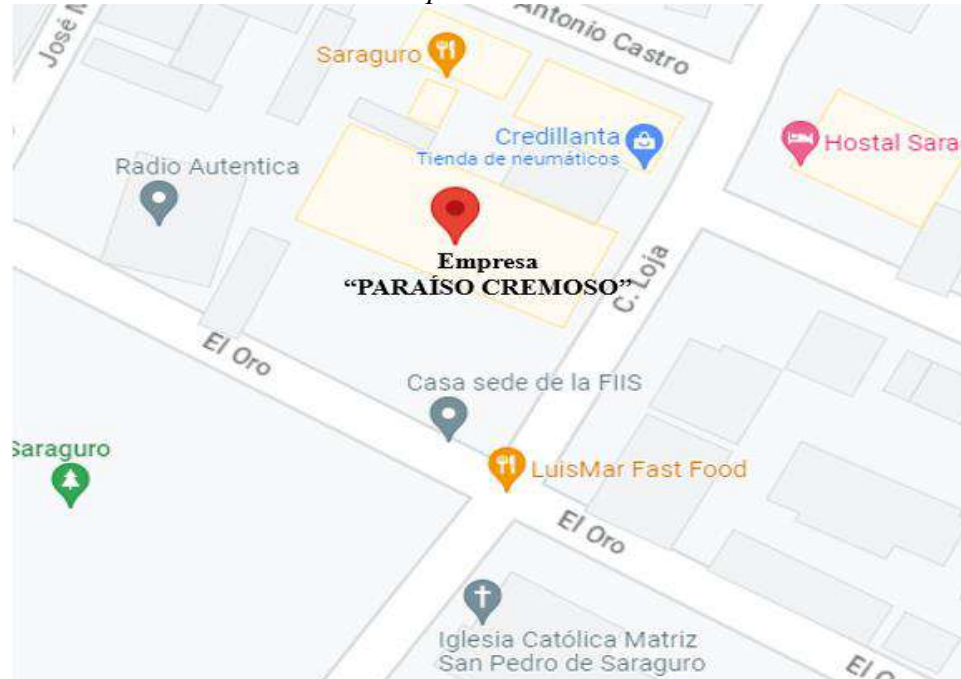 Antonio Castro
José M
Saraguro
Credillanta
Tienda de neumáticos
Hostal Sara
Radio Autentica
Empresa
“PARAÍSO CREMOSO”
C. Loja
El Oro
Casa sede de la FIIS
Saraguro
LuisMar Fast Food
El Oro
Iglesia Católica Matriz
San Pedro de Saraguro
El O